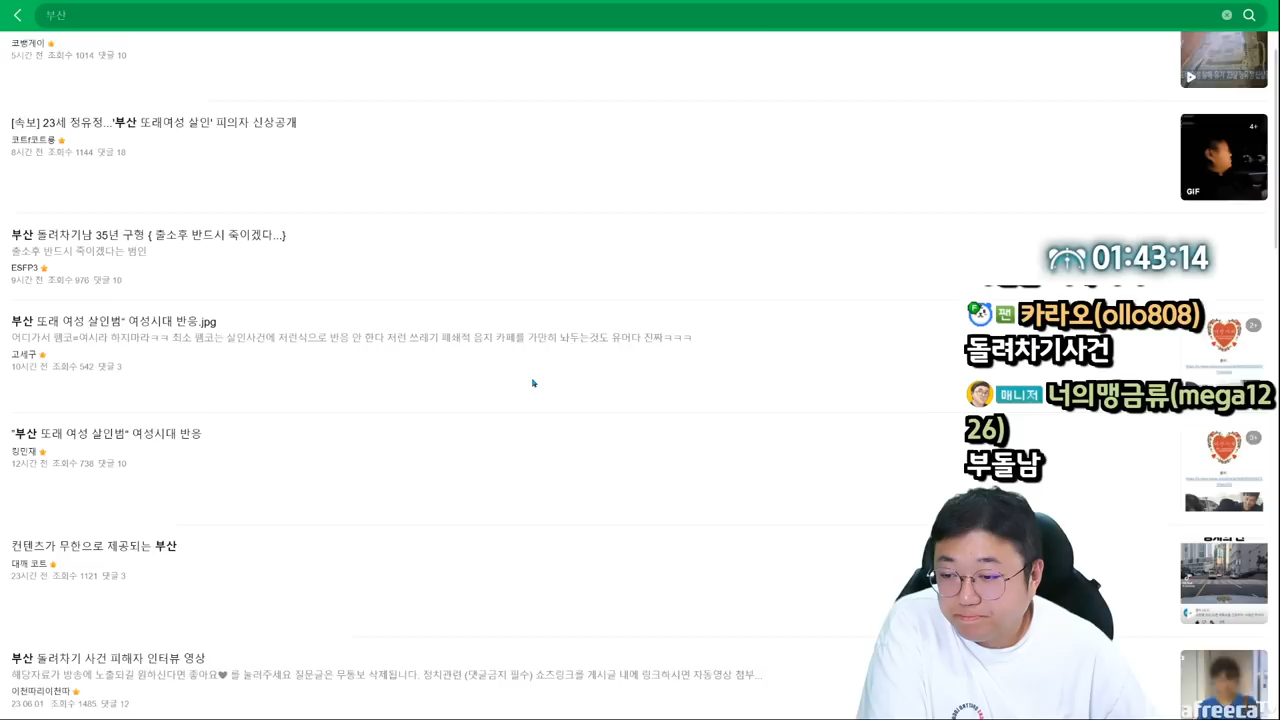 부산
코뱅게이
5시간 전 조회수 1014 댓글 10
[속보] 23세 정유정...'부산 또래여성 살인' 피의자 신상공개
코트f코트룡
8시간 전 조회수 1144 댓글 18
4+
GIF
부산 돌려차기남 35년 구형 { 출소후 반드시 죽이겠다...}
출소후 반드시 죽이겠다는 범인
ESFP3
9시간 전 조회수 976 댓글 10
01:43:14
부산 또래 여성 살인범" 여성시대 반응.jpg
어디가서 팸코=여시라 하지마라ㅋㅋ 최소 팸코는 살인사건에 저런식으로 반응 안 한다 저런 쓰레기 폐쇄적 음지 카페를 가만히 놔두는것도 유머다 진짜ㅋㅋㅋ
고세구
10시간 전 조회수 542 댓글 3
2+
팬 카라오(ollo808)
돌려차기사건
매니저 너의맹금류(mega12
26)
부돌남
"부산 또래 여성 살인범" 여성시대 반응
킹민재
12시간 전 조회수 738 댓글 10
3+
컨텐츠가 무한으로 제공되는 부산
대깨 코트
23시간 전 조회수 1121 댓글 3
부산 돌려차기 사건 피해자 인터뷰 영상
해당자료가 방송에 노출되길 원하신다면 좋아요♥ 를 눌러주세요 질문글은 무통보 삭제됩니다. 정치관련 (댓글금지 필수) 쇼츠링크를 게시글 내에 링크하시면 자동영상 첨부...
이천따리이천따
23.06.01 조회수 1485 댓글 12
afreecaTV